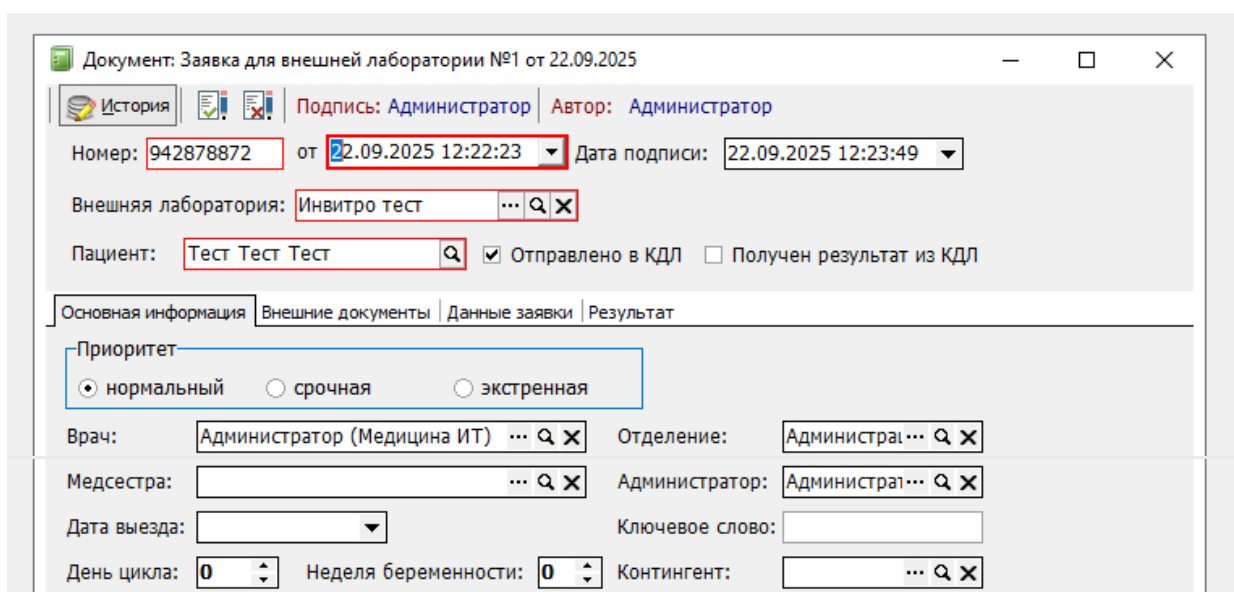 Документ: Заявка для внешней лаборатории №1 от 22.09.2025
История Подпись: Администратор Автор: Администратор
Номер: 942878872 от 22.09.2025 12:22:23 Дата подписи: 22.09.2025 12:23:49
Внешняя лаборатория: Инвитро тест
Пациент: Тест Тест Тест Отправлено в КДЛ Получен результат из КДЛ
Основная информация Внешние документы Данные заявки Результат
Приоритет
нормальный срочная экстренная
Врач: Администратор (Медицина ИТ) Отделение: Администрац
Медсестра: Администратор: Администрат
Дата выезда: Ключевое слово:
День цикла: 0 Неделя беременности: 0 Контингент: